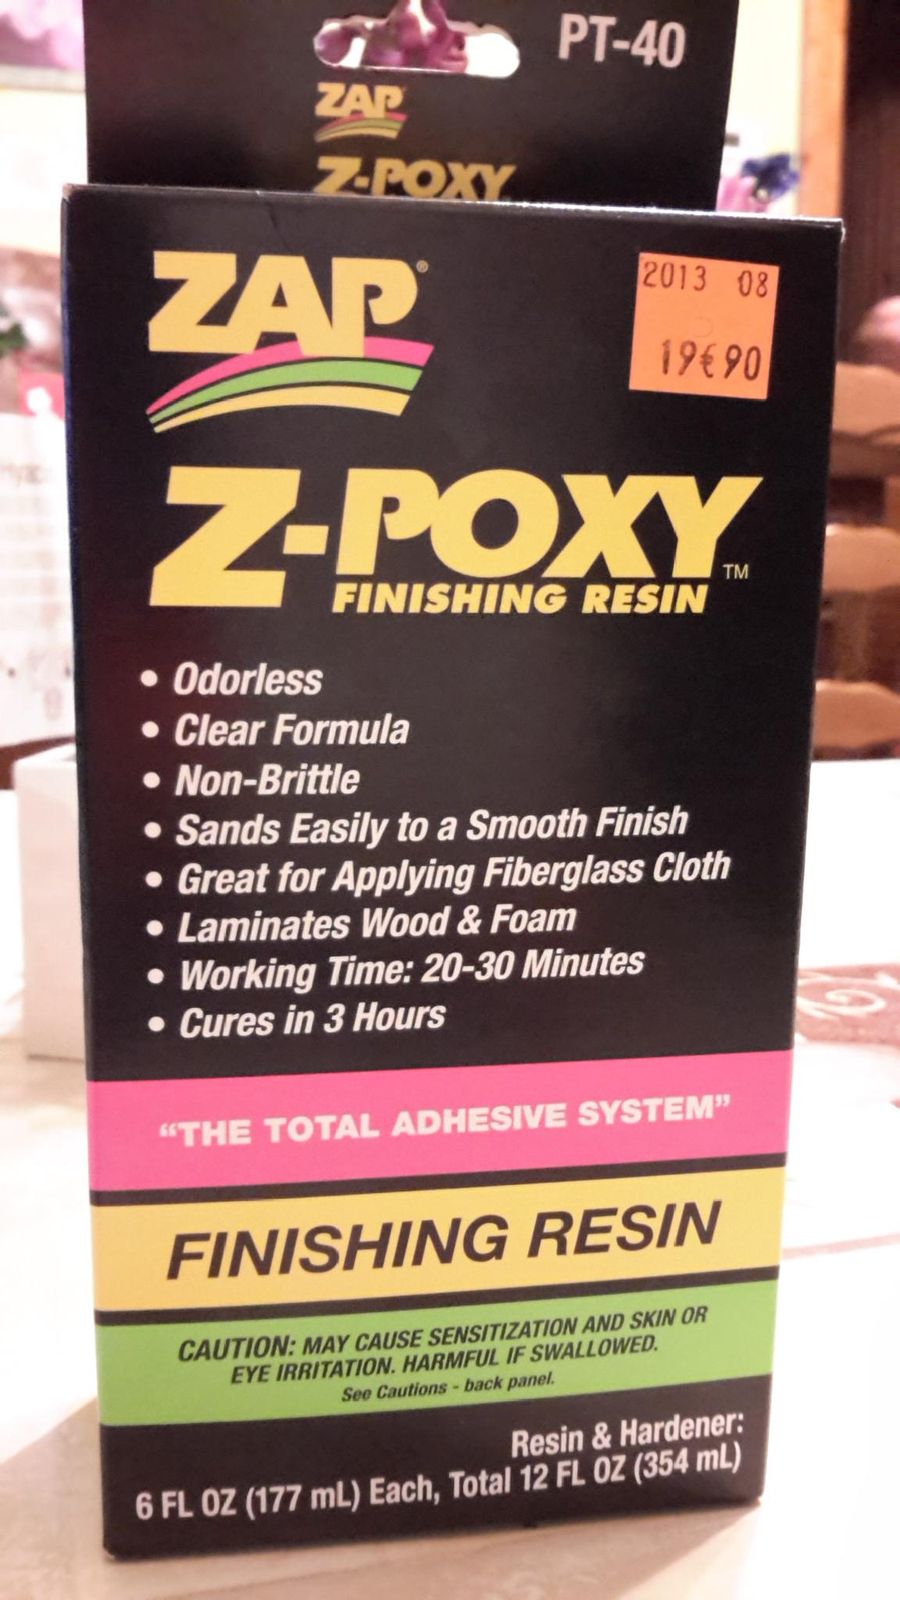 PT-40
ZAP
Z-POXY
ZAP®
2013 08
19€90
Z-POXY™
FINISHING RESIN
• Odorless
• Clear Formula
• Non-Brittle
• Sands Easily to a Smooth Finish
• Great for Applying Fiberglass Cloth
• Laminates Wood & Foam
• Working Time: 20-30 Minutes
• Cures in 3 Hours
“THE TOTAL ADHESIVE SYSTEM”
FINISHING RESIN
CAUTION: MAY CAUSE SENSITIZATION AND SKIN OR
EYE IRRITATION. HARMFUL IF SWALLOWED.
See Cautions - back panel.
Resin & Hardener:
6 FL OZ (177 mL) Each, Total 12 FL OZ (354 mL)